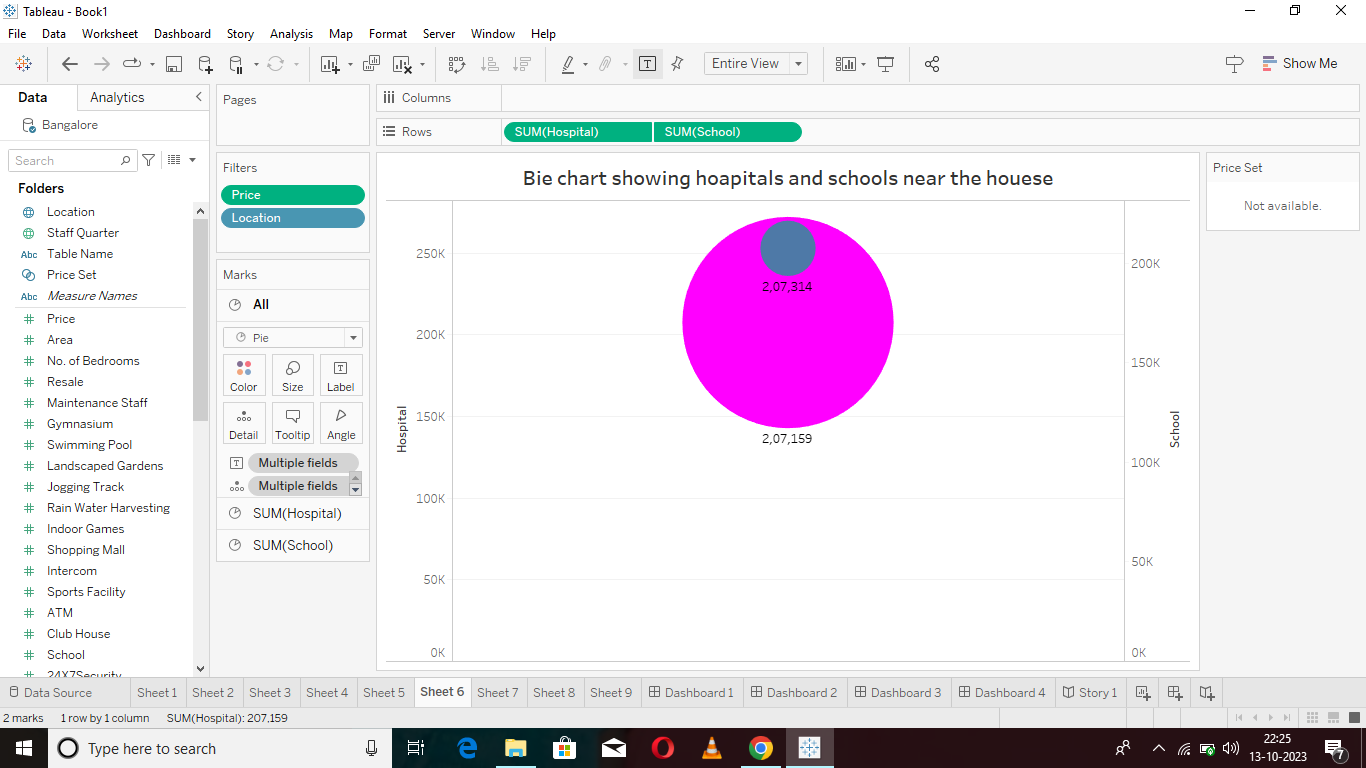 Tableau - Book1
File Data Worksheet Dashboard Story Analysis Map Format Server Window Help
Entire View
Show Me
Data Analytics
Bangalore
Search
Folders
Location
Staff Quarter
Abc Table Name
Price Set
Abc Measure Names
Price
Area
No. of Bedrooms
Resale
Maintenance Staff
Gymnasium
Swimming Pool
Landscaped Gardens
Jogging Track
Rain Water Harvesting
Indoor Games
Shopping Mall
Intercom
Sports Facility
ATM
Club House
School
24X7Security
Pages
Filters
Price
Location
Marks
All
Pie
Color Size Label
Detail Tooltip Angle
Multiple fields
Multiple fields
SUM(Hospital)
SUM(School)
Columns
Rows SUM(Hospital) SUM(School)
Bie chart showing hoapitals and schools near the houese
250K
200K
150K
100K
50K
0K
Hospital
2,07,314
2,07,159
200K
150K
100K
50K
0K
School
Price Set
Not available.
Data Source Sheet 1 Sheet 2 Sheet 3 Sheet 4 Sheet 5 Sheet 6 Sheet 7 Sheet 8 Sheet 9 Dashboard 1 Dashboard 2 Dashboard 3 Dashboard 4 Story 1
2 marks 1 row by 1 column SUM(Hospital): 207,159
Type here to search
22:25
13-10-2023
7